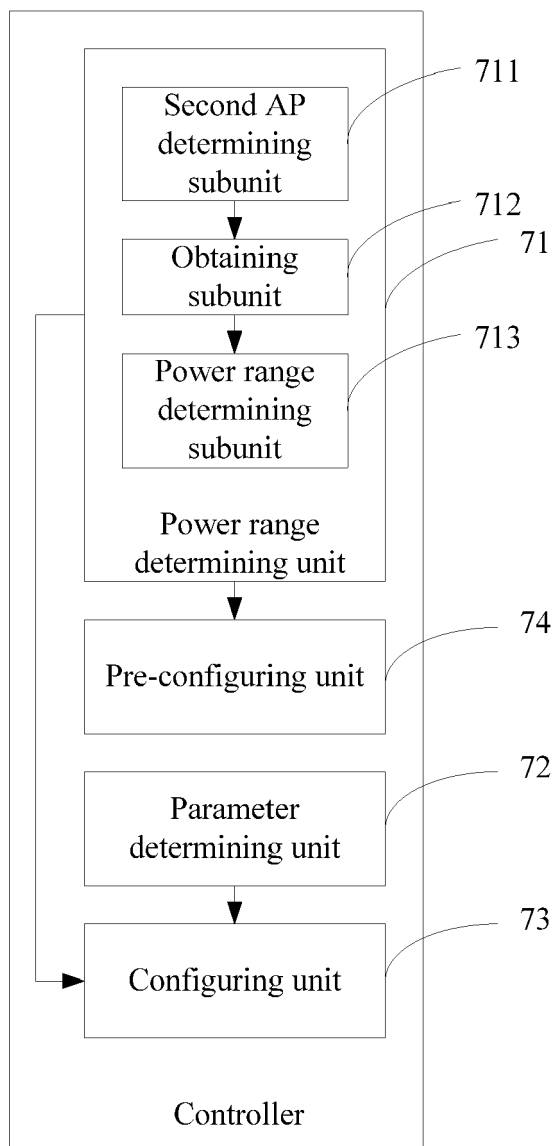 711
Second AP
determining
subunit
712
Obtaining
subunit
71
713
Power range
determining
subunit
Power range
determining unit
74
Pre-configuring unit
72
Parameter
determining unit
73
Configuring unit
Controller